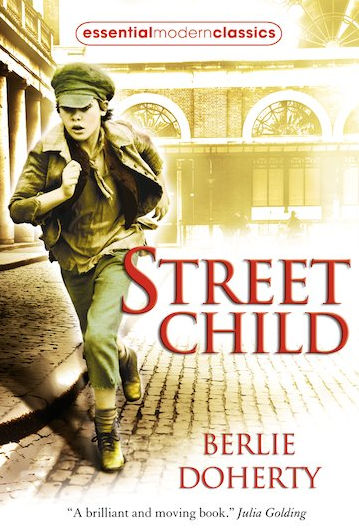 essentialmodernclassics
STREET
CHILD
BERLIE
DOHERTY
“A brilliant and moving book.” Julia Golding